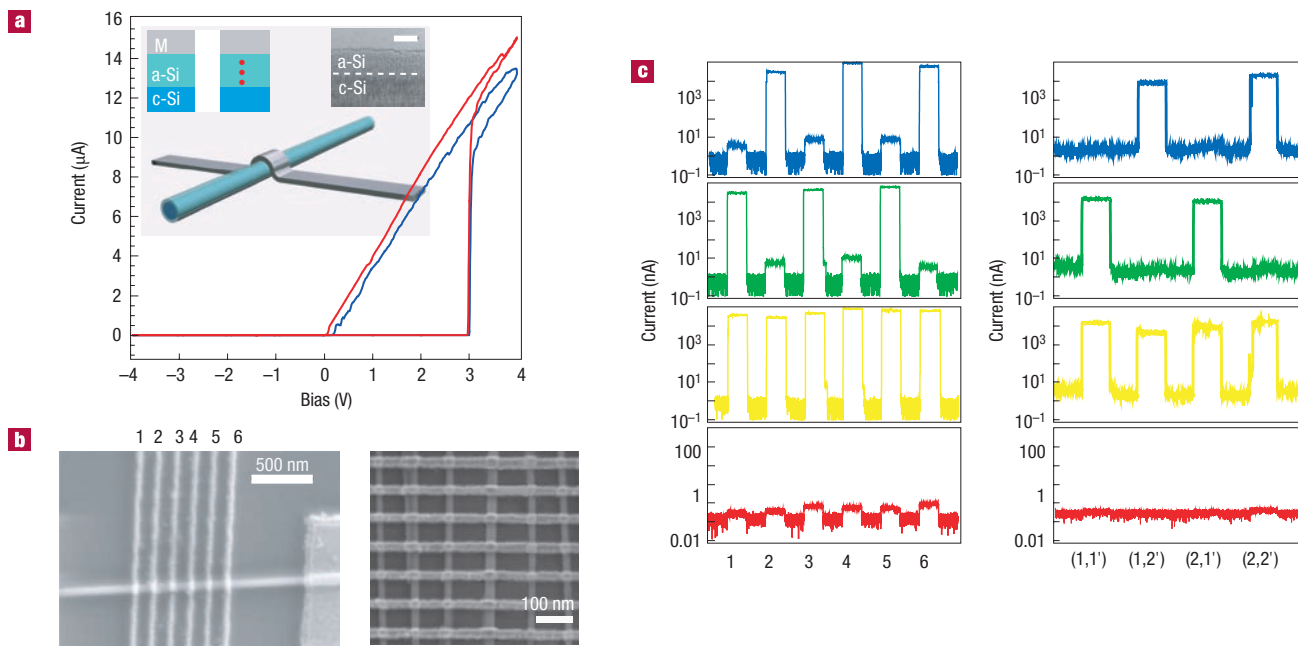 a
16
14
12
10
8
6
4
2
0
Current (µA)
–4 –3 –2 –1 0 1 2 3 4
Bias (V)
M
a-Si
c-Si
a-Si
c-Si
b
1 2 3 4 5 6
500 nm
100 nm
c
10³
10¹
10⁻¹
10³
10¹
10⁻¹
10³
10¹
10⁻¹
100
1
0.01
Current (nA)
1 2 3 4 5 6
10³
10¹
10⁻¹
10³
10¹
10⁻¹
10³
10¹
10⁻¹
100
1
0.01
Current (nA)
(1,1') (1,2') (2,1') (2,2')